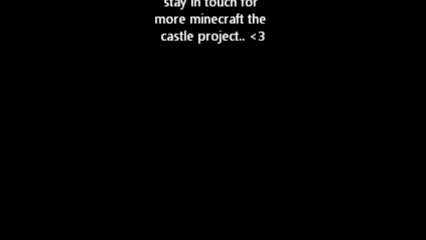 stay in touch for
more minecraft the
castle project.. <3